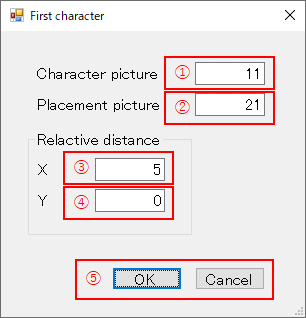 First character
Character picture ① 11
Placement picture ② 21
Relactive distance
X ③ 5
Y ④ 0
⑤ OK Cancel